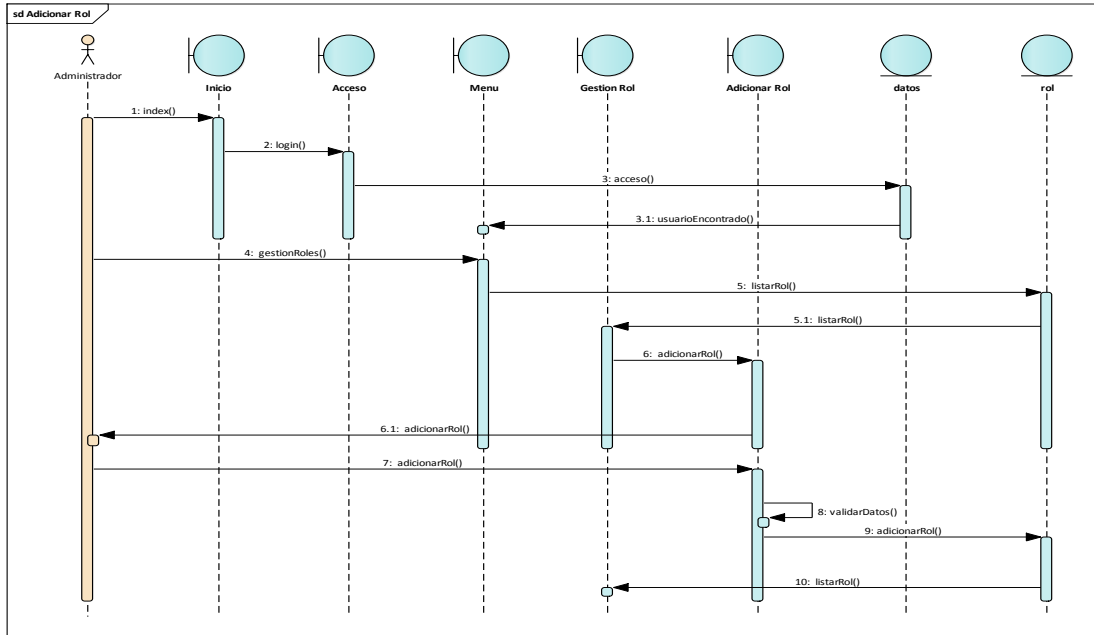 sd Adicionar Rol
Administrador
Inicio
Acceso
Menu
Gestion Rol
Adicionar Rol
datos
rol
1: index()
2: login()
3: acceso()
3.1: usuarioEncontrado()
4: gestionRoles()
5: listarRol()
5.1: listarRol()
6: adicionarRol()
6.1: adicionarRol()
7: adicionarRol()
8: validarDatos()
9: adicionarRol()
10: listarRol()